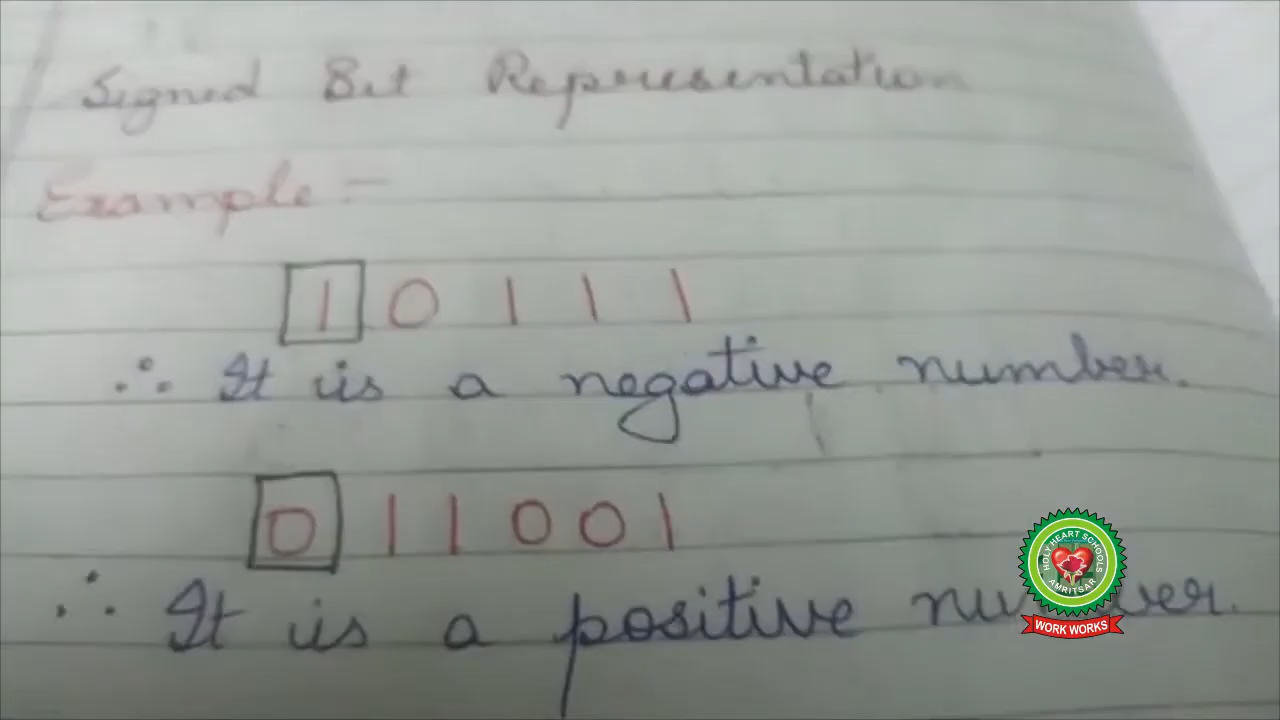 Signed Bit Representation
Example =
1 0 1 1 1
∴ It is a negative number.
0 1 1 0 0 1
∴ It is a positive number.
HOLY HEART SCHOOLS
AMRITSAR
WORK WORKS